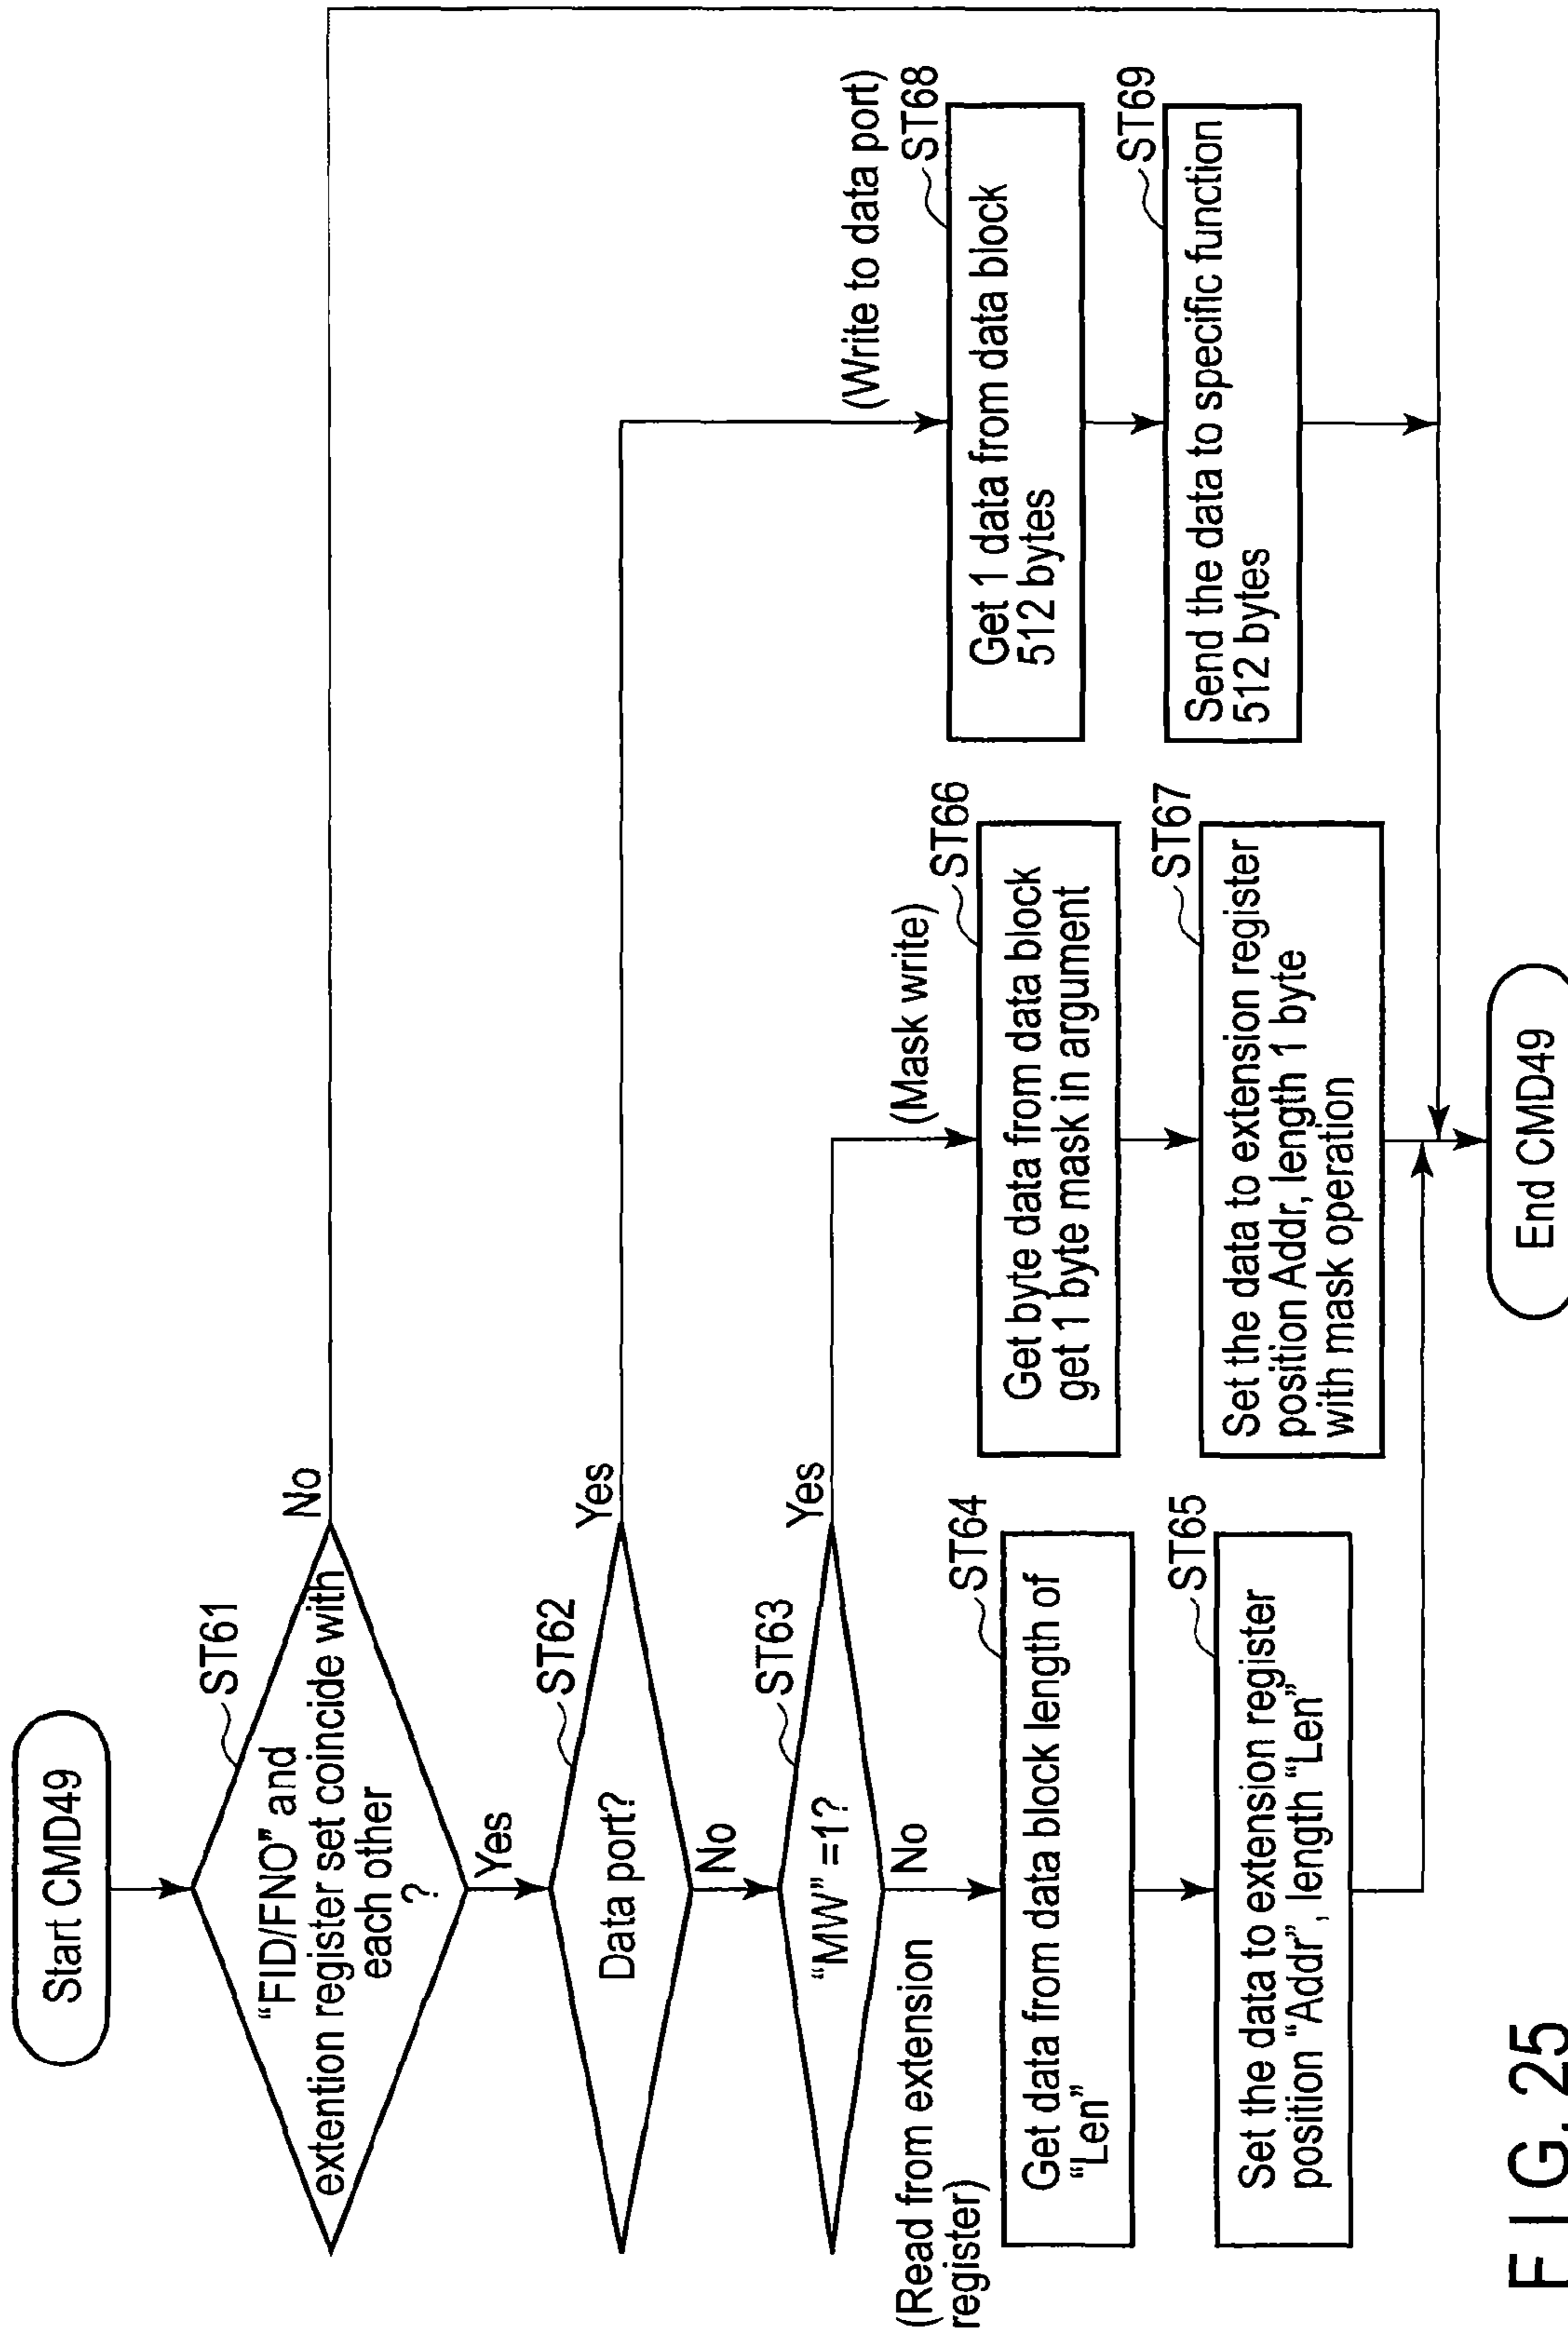 Start CMD49
ST61
“FID/FNO” and
extention register set coincide with
each other
?
No
Yes
ST62
Data port?
Yes
No
ST63
“MW” =1?
Yes
No
(Read from extension
register)
ST64
Get data from data block length of
“Len”
ST65
Set the data to extension register
position “Addr”, length “Len”
(Mask write)
ST66
Get byte data from data block
get 1 byte mask in argument
ST67
Set the data to extension register
position Addr, length 1 byte
with mask operation
(Write to data port)
ST68
Get 1 data from data block
512 bytes
ST69
Send the data to specific function
512 bytes
End CMD49
FIG. 25